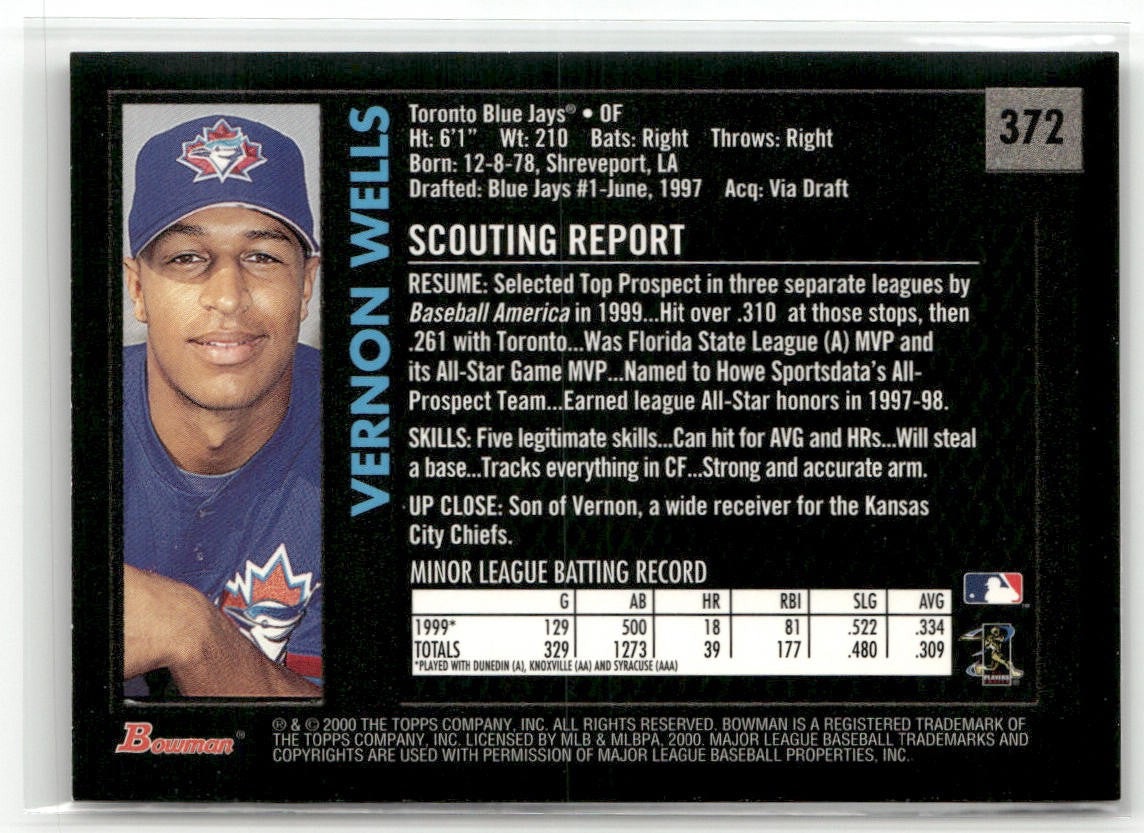 372
VERNON WELLS
Toronto Blue Jays® • OF
Ht: 6'1" Wt: 210 Bats: Right Throws: Right
Born: 12-8-78, Shreveport, LA
Drafted: Blue Jays #1-June, 1997 Acq: Via Draft
SCOUTING REPORT
RESUME: Selected Top Prospect in three separate leagues by
Baseball America in 1999...Hit over .310 at those stops, then
.261 with Toronto...Was Florida State League (A) MVP and
its All-Star Game MVP...Named to Howe Sportsdata's All-
Prospect Team...Earned league All-Star honors in 1997-98.
SKILLS: Five legitimate skills...Can hit for AVG and HRs...Will steal
a base...Tracks everything in CF...Strong and accurate arm.
UP CLOSE: Son of Vernon, a wide receiver for the Kansas
City Chiefs.
MINOR LEAGUE BATTING RECORD
G AB HR RBI SLG AVG
1999* 129 500 18 81 .522 .334
TOTALS 329 1273 39 177 .480 .309
*PLAYED WITH DUNEDIN (A), KNOXVILLE (AA) AND SYRACUSE (AAA)
PLAYERS
Bowman®
® & © 2000 THE TOPPS COMPANY, INC. ALL RIGHTS RESERVED. BOWMAN IS A REGISTERED TRADEMARK OF
THE TOPPS COMPANY, INC. LICENSED BY MLB & MLBPA, 2000. MAJOR LEAGUE BASEBALL TRADEMARKS AND
COPYRIGHTS ARE USED WITH PERMISSION OF MAJOR LEAGUE BASEBALL PROPERTIES, INC.